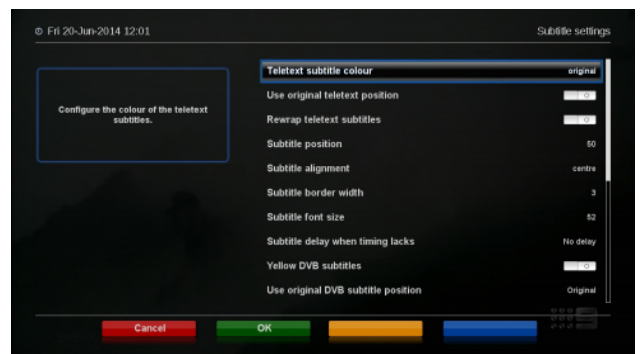 Fri 20-Jun-2014 12:01
Subtitle settings
Configure the colour of the teletext
subtitles.
Teletext subtitle colour original
Use original teletext position
Rewrap teletext subtitles
Subtitle position 50
Subtitle alignment centre
Subtitle border width 3
Subtitle font size 52
Subtitle delay when timing lacks No delay
Yellow DVB subtitles
Use original DVB subtitle position Original
Cancel OK